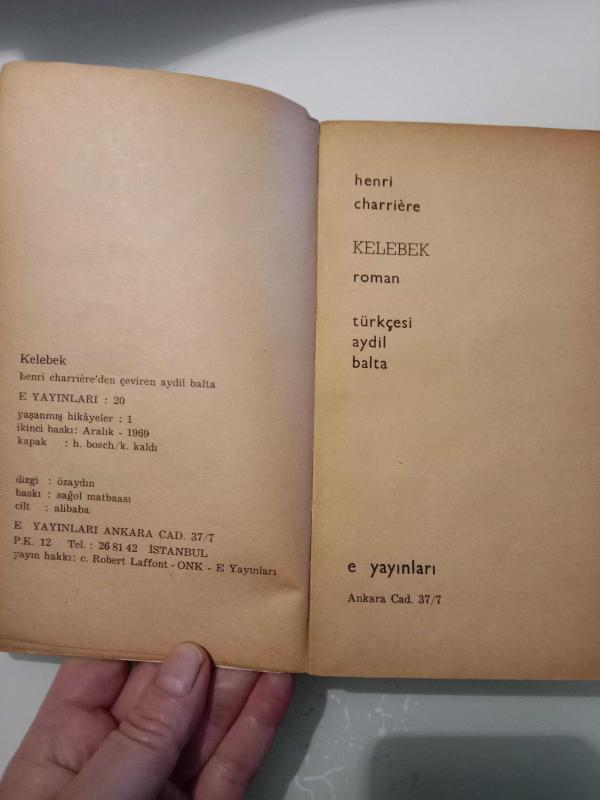 Kelebek
henri charrière'den çeviren aydil balta
E YAYINLARI : 20
yaşanmış hikâyeler : 1
ikinci baskı: Aralık - 1969
kapak : h. bosch/k. kaldı
dizgi : özaydın
baskı : sağol matbaası
cilt : alibaba
E YAYINLARI ANKARA CAD. 37/7
P.K. 12 Tel. : 26 81 42 İSTANBUL
yayın hakkı: c. Robert Laffont - ONK - E Yayınları
henri
charrière
KELEBEK
roman
türkçesi
aydil
balta
e yayınları
Ankara Cad. 37/7